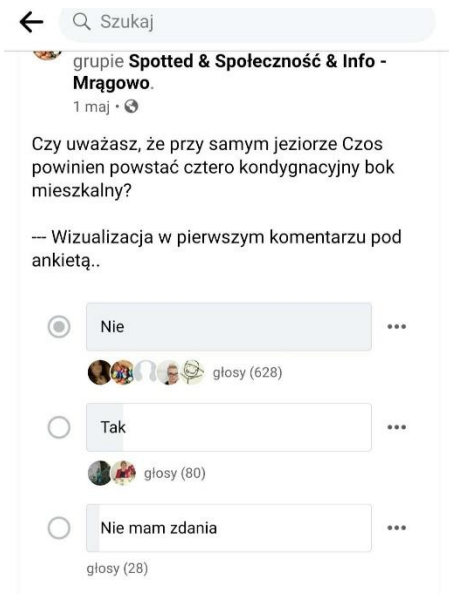 Szukaj
grupie Spotted & Społeczność & Info -
Mrągowo.
1 maj ·
Czy uważasz, że przy samym jeziorze Czos
powinien powstać cztero kondygnacyjny bok
mieszkalny?
--- Wizualizacja w pierwszym komentarzu pod
ankietą..
Nie
głosy (628)
Tak
głosy (80)
Nie mam zdania
głosy (28)